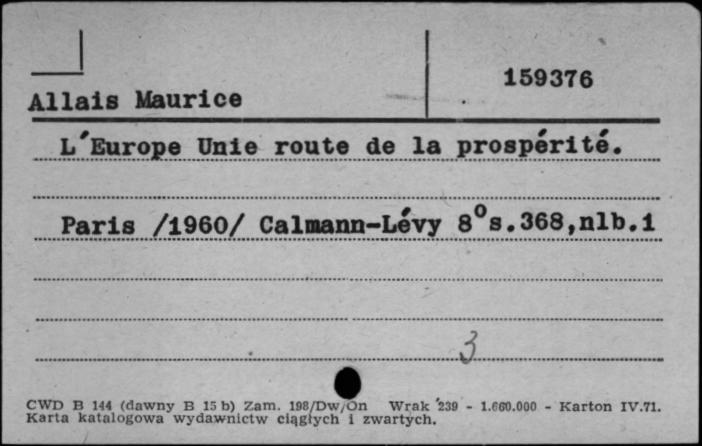 159376
Allais Maurice
L'Europe Unie route de la prospérité.
Paris /1960/ Calmann-Lévy 8° s.368,nlb.1
3
CWD B 144 (dawny B 15 b) Zam. 198/Dw/On Wrak 239 - 1.660.000 - Karton IV.71.
Karta katalogowa wydawnictw ciągłych i zwartych.